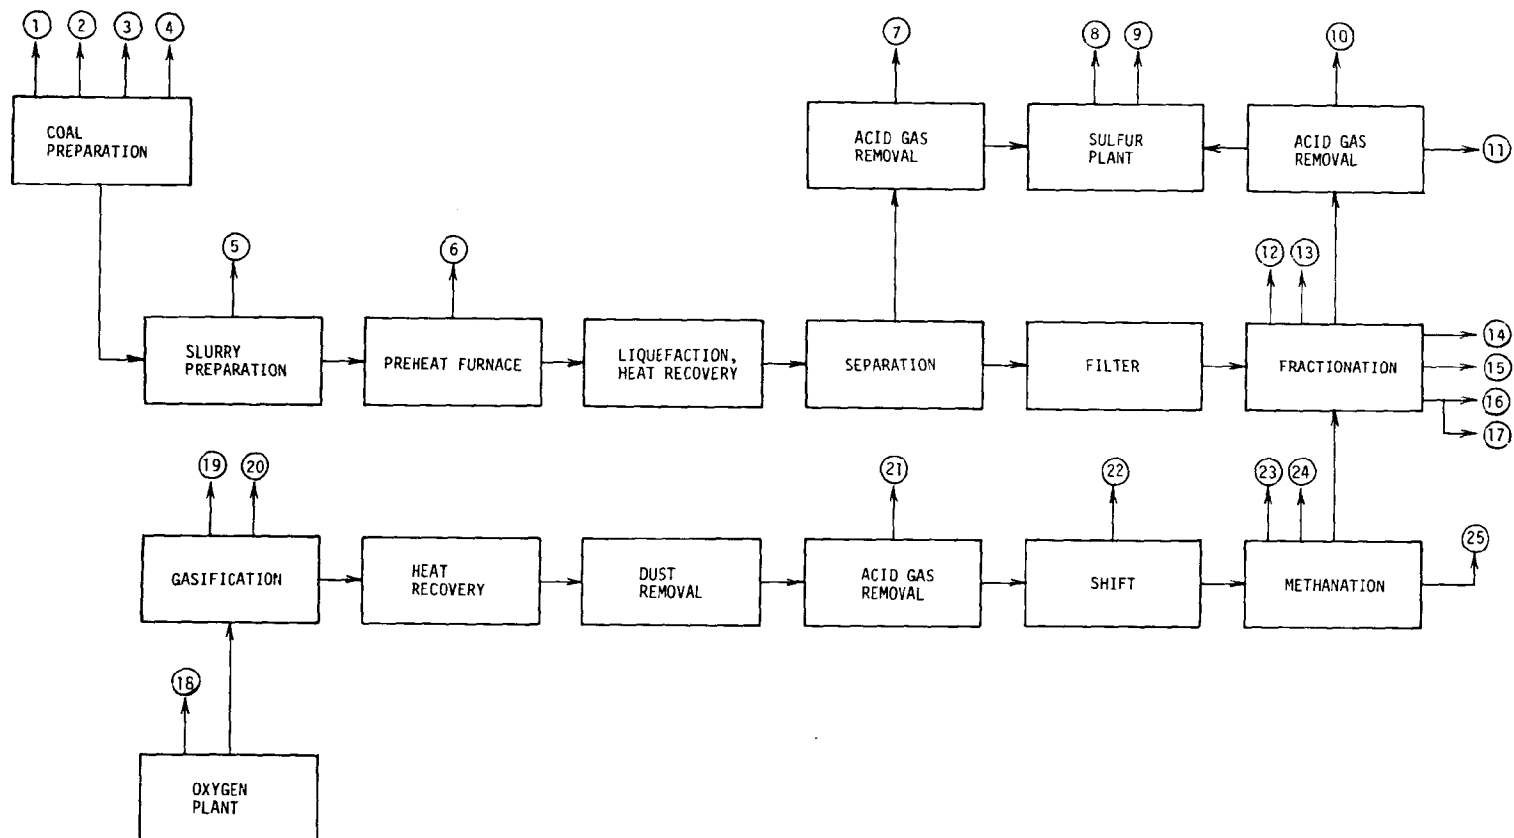 1 2 3 4
7 8 9 10
COAL
PREPARATION
ACID GAS
REMOVAL
SULFUR
PLANT
ACID GAS
REMOVAL
11
5 6 12 13
SLURRY
PREPARATION
PREHEAT FURNACE
LIQUEFACTION,
HEAT RECOVERY
SEPARATION
FILTER
FRACTIONATION
14
15
16
17
19 20 21 22 23 24
25
GASIFICATION
HEAT
RECOVERY
DUST
REMOVAL
ACID GAS
REMOVAL
SHIFT
METHANATION
18
OXYGEN
PLANT